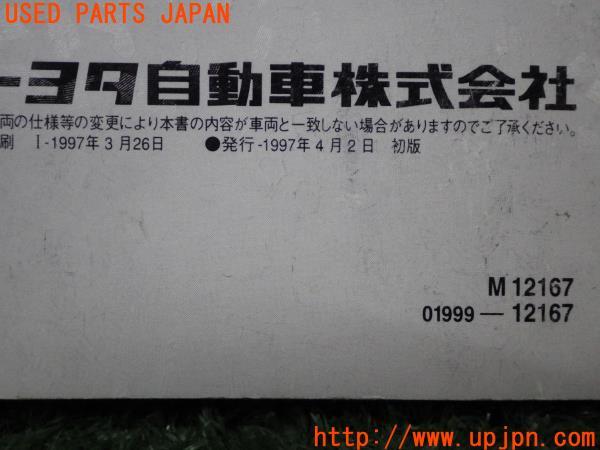 USED PARTS JAPAN
トヨタ自動車株式会社
両の仕様等の変更により本書の内容が車両と一致しない場合がありますのでご了承ください。
刷 I-1997年3月26日 ●発行-1997年4月2日 初版
M 12167
01999―12167
http://www.upjpn.com/